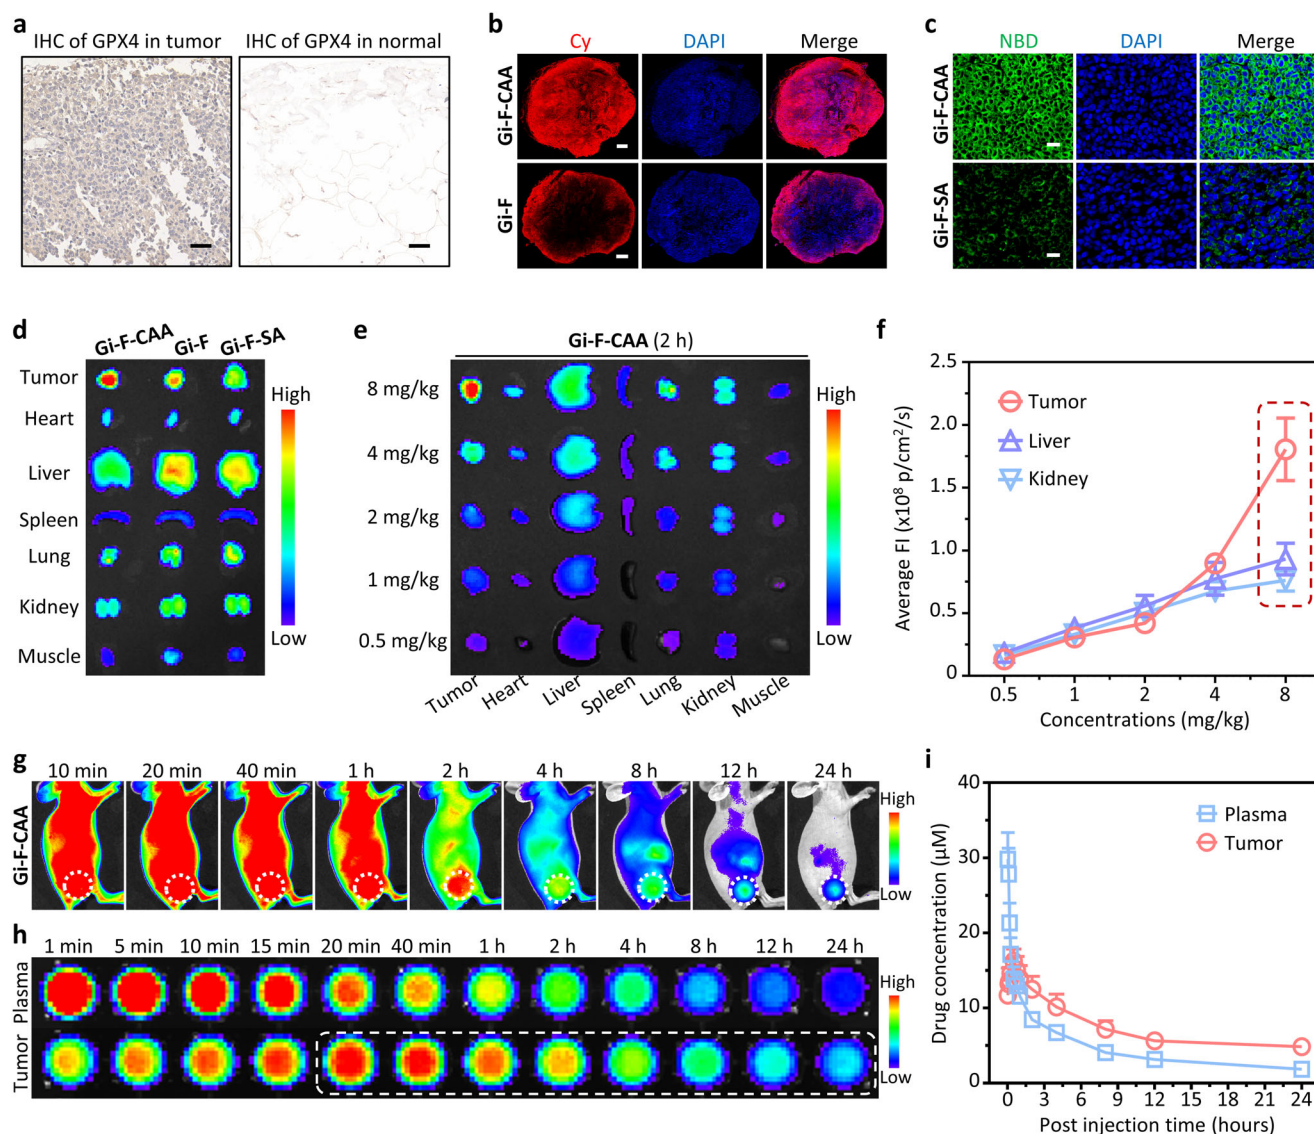 a
IHC of GPX4 in tumor
IHC of GPX4 in normal
b
Cy
DAPI
Merge
Gi-F-CAA
Gi-F
c
NBD
DAPI
Merge
Gi-F-CAA
Gi-F-SA
d
Gi-F-CAA
Gi-F
Gi-F-SA
Tumor
Heart
Liver
Spleen
Lung
Kidney
Muscle
High
Low
e
Gi-F-CAA (2 h)
8 mg/kg
4 mg/kg
2 mg/kg
1 mg/kg
0.5 mg/kg
Tumor
Heart
Liver
Spleen
Lung
Kidney
Muscle
High
Low
f
Average FI (x10⁸ p/cm²/s)
2.5
2.0
1.5
1.0
0.5
0
Tumor
Liver
Kidney
0.5 1 2 4 8
Concentrations (mg/kg)
g
10 min 20 min 40 min 1 h 2 h 4 h 8 h 12 h 24 h
Gi-F-CAA
High
Low
h
1 min 5 min 10 min 15 min 20 min 40 min 1 h 2 h 4 h 8 h 12 h 24 h
Plasma
Tumor
High
Low
i
Drug concentration (μM)
40
30
20
10
0
Plasma
Tumor
0 3 6 9 12 15 18 21 24
Post injection time (hours)